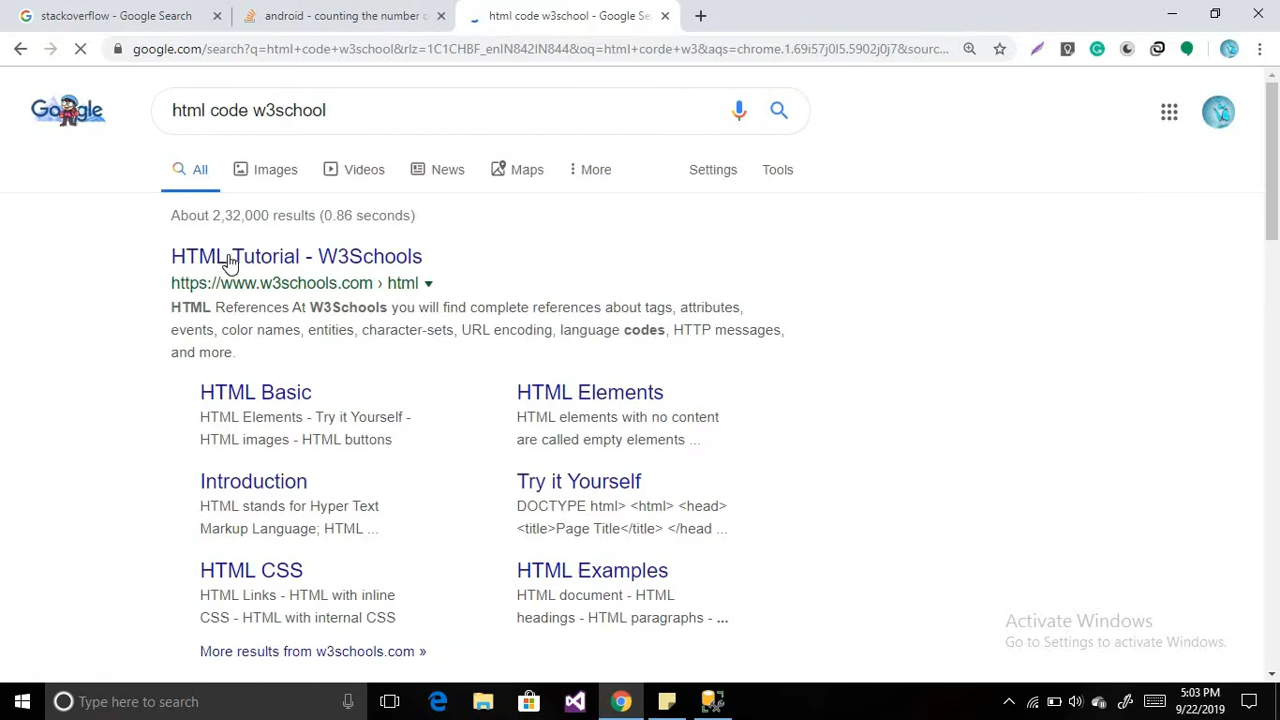 stackoverflow - Google Search
android - counting the number c
html code w3school - Google Se
google.com/search?q=html+code+w3school&rlz=1C1CHBF_enIN842IN844&oq=html+corde+w3&aqs=chrome.1.69i57j0l5.5902j0j7&sourc...
Google
html code w3school
All
Images
Videos
News
Maps
More
Settings
Tools
About 2,32,000 results (0.86 seconds)
HTML Tutorial - W3Schools
https://www.w3schools.com › html
HTML References At W3Schools you will find complete references about tags, attributes,
events, color names, entities, character-sets, URL encoding, language codes, HTTP messages,
and more.
HTML Basic
HTML Elements - Try it Yourself -
HTML images - HTML buttons
HTML Elements
HTML elements with no content
are called empty elements ...
Introduction
HTML stands for Hyper Text
Markup Language; HTML ...
Try it Yourself
DOCTYPE html> <html> <head>
<title>Page Title</title> </head ...
HTML CSS
HTML Links - HTML with inline
CSS - HTML with internal CSS
HTML Examples
HTML document - HTML
headings - HTML paragraphs - ...
More results from w3schools.com »
Activate Windows
Go to Settings to activate Windows.
Type here to search
5:03 PM
9/22/2019